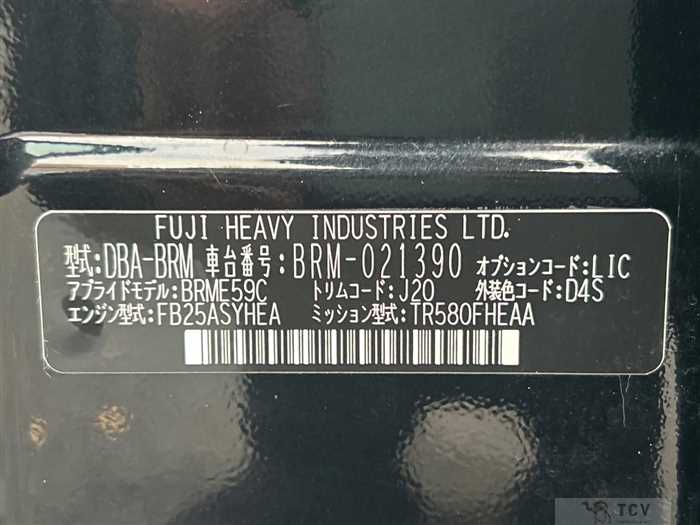 FUJI HEAVY INDUSTRIES LTD.
型式:DBA-BRM 車台番号:BRM-021390 オプションコード:LIC
アプライドモデル:BRME59C トリムコード:J20 外装色コード:D4S
エンジン型式:FB25ASYHEA ミッション型式:TR580FHEAA
TCV